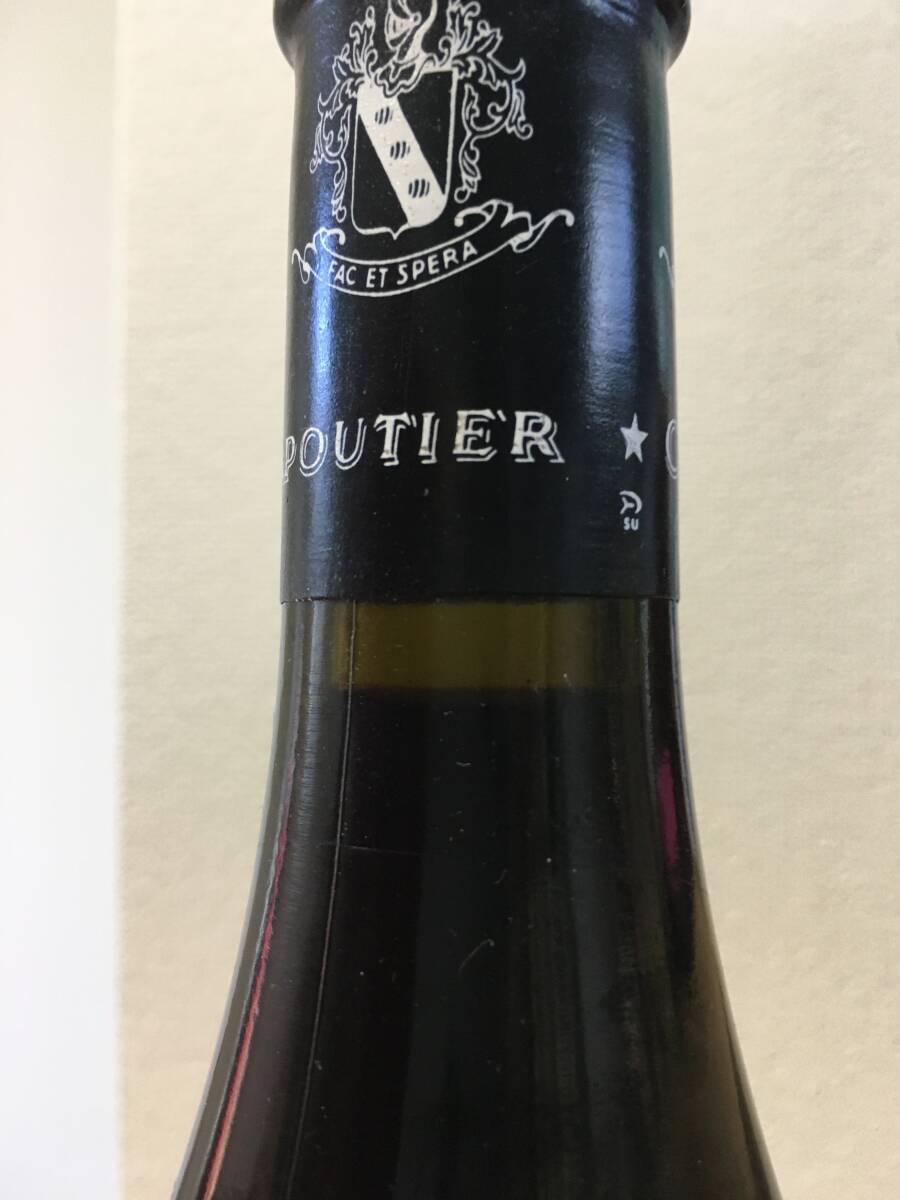 FAC ET SPERA
POUTIER ★ C
SU